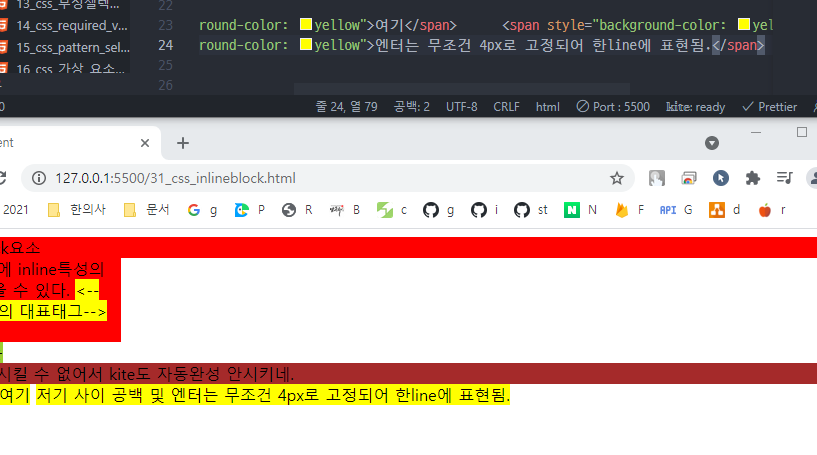 13_css_무성셀렉...
14_css_required_v...
15_css_pattern_sel...
16_css_가상 요소...
22
23
24
25
26
round-color: yellow">여기</span> <span style="background-color: yel
round-color: yellow">엔터는 무조건 4px로 고정되어 한line에 표현됨.</span>
0 줄 24, 열 79 공백: 2 UTF-8 CRLF html Port : 5500 kite: ready Prettier
ent
127.0.0.1:5500/31_css_inlineblock.html
2021 한의사 문서 g P R B c g i st N F G d r
k요소
에 inline특성의
을 수 있다. <--
의 대표태그-->
시킬 수 없어서 kite도 자동완성 안시키네.
여기 저기 사이 공백 및 엔터는 무조건 4px로 고정되어 한line에 표현됨.